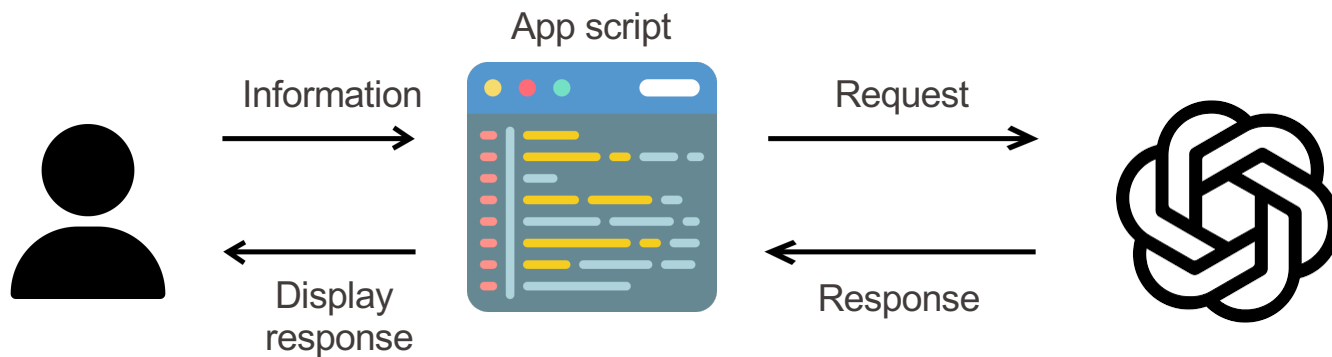 App script
Information
Request
Display
response
Response